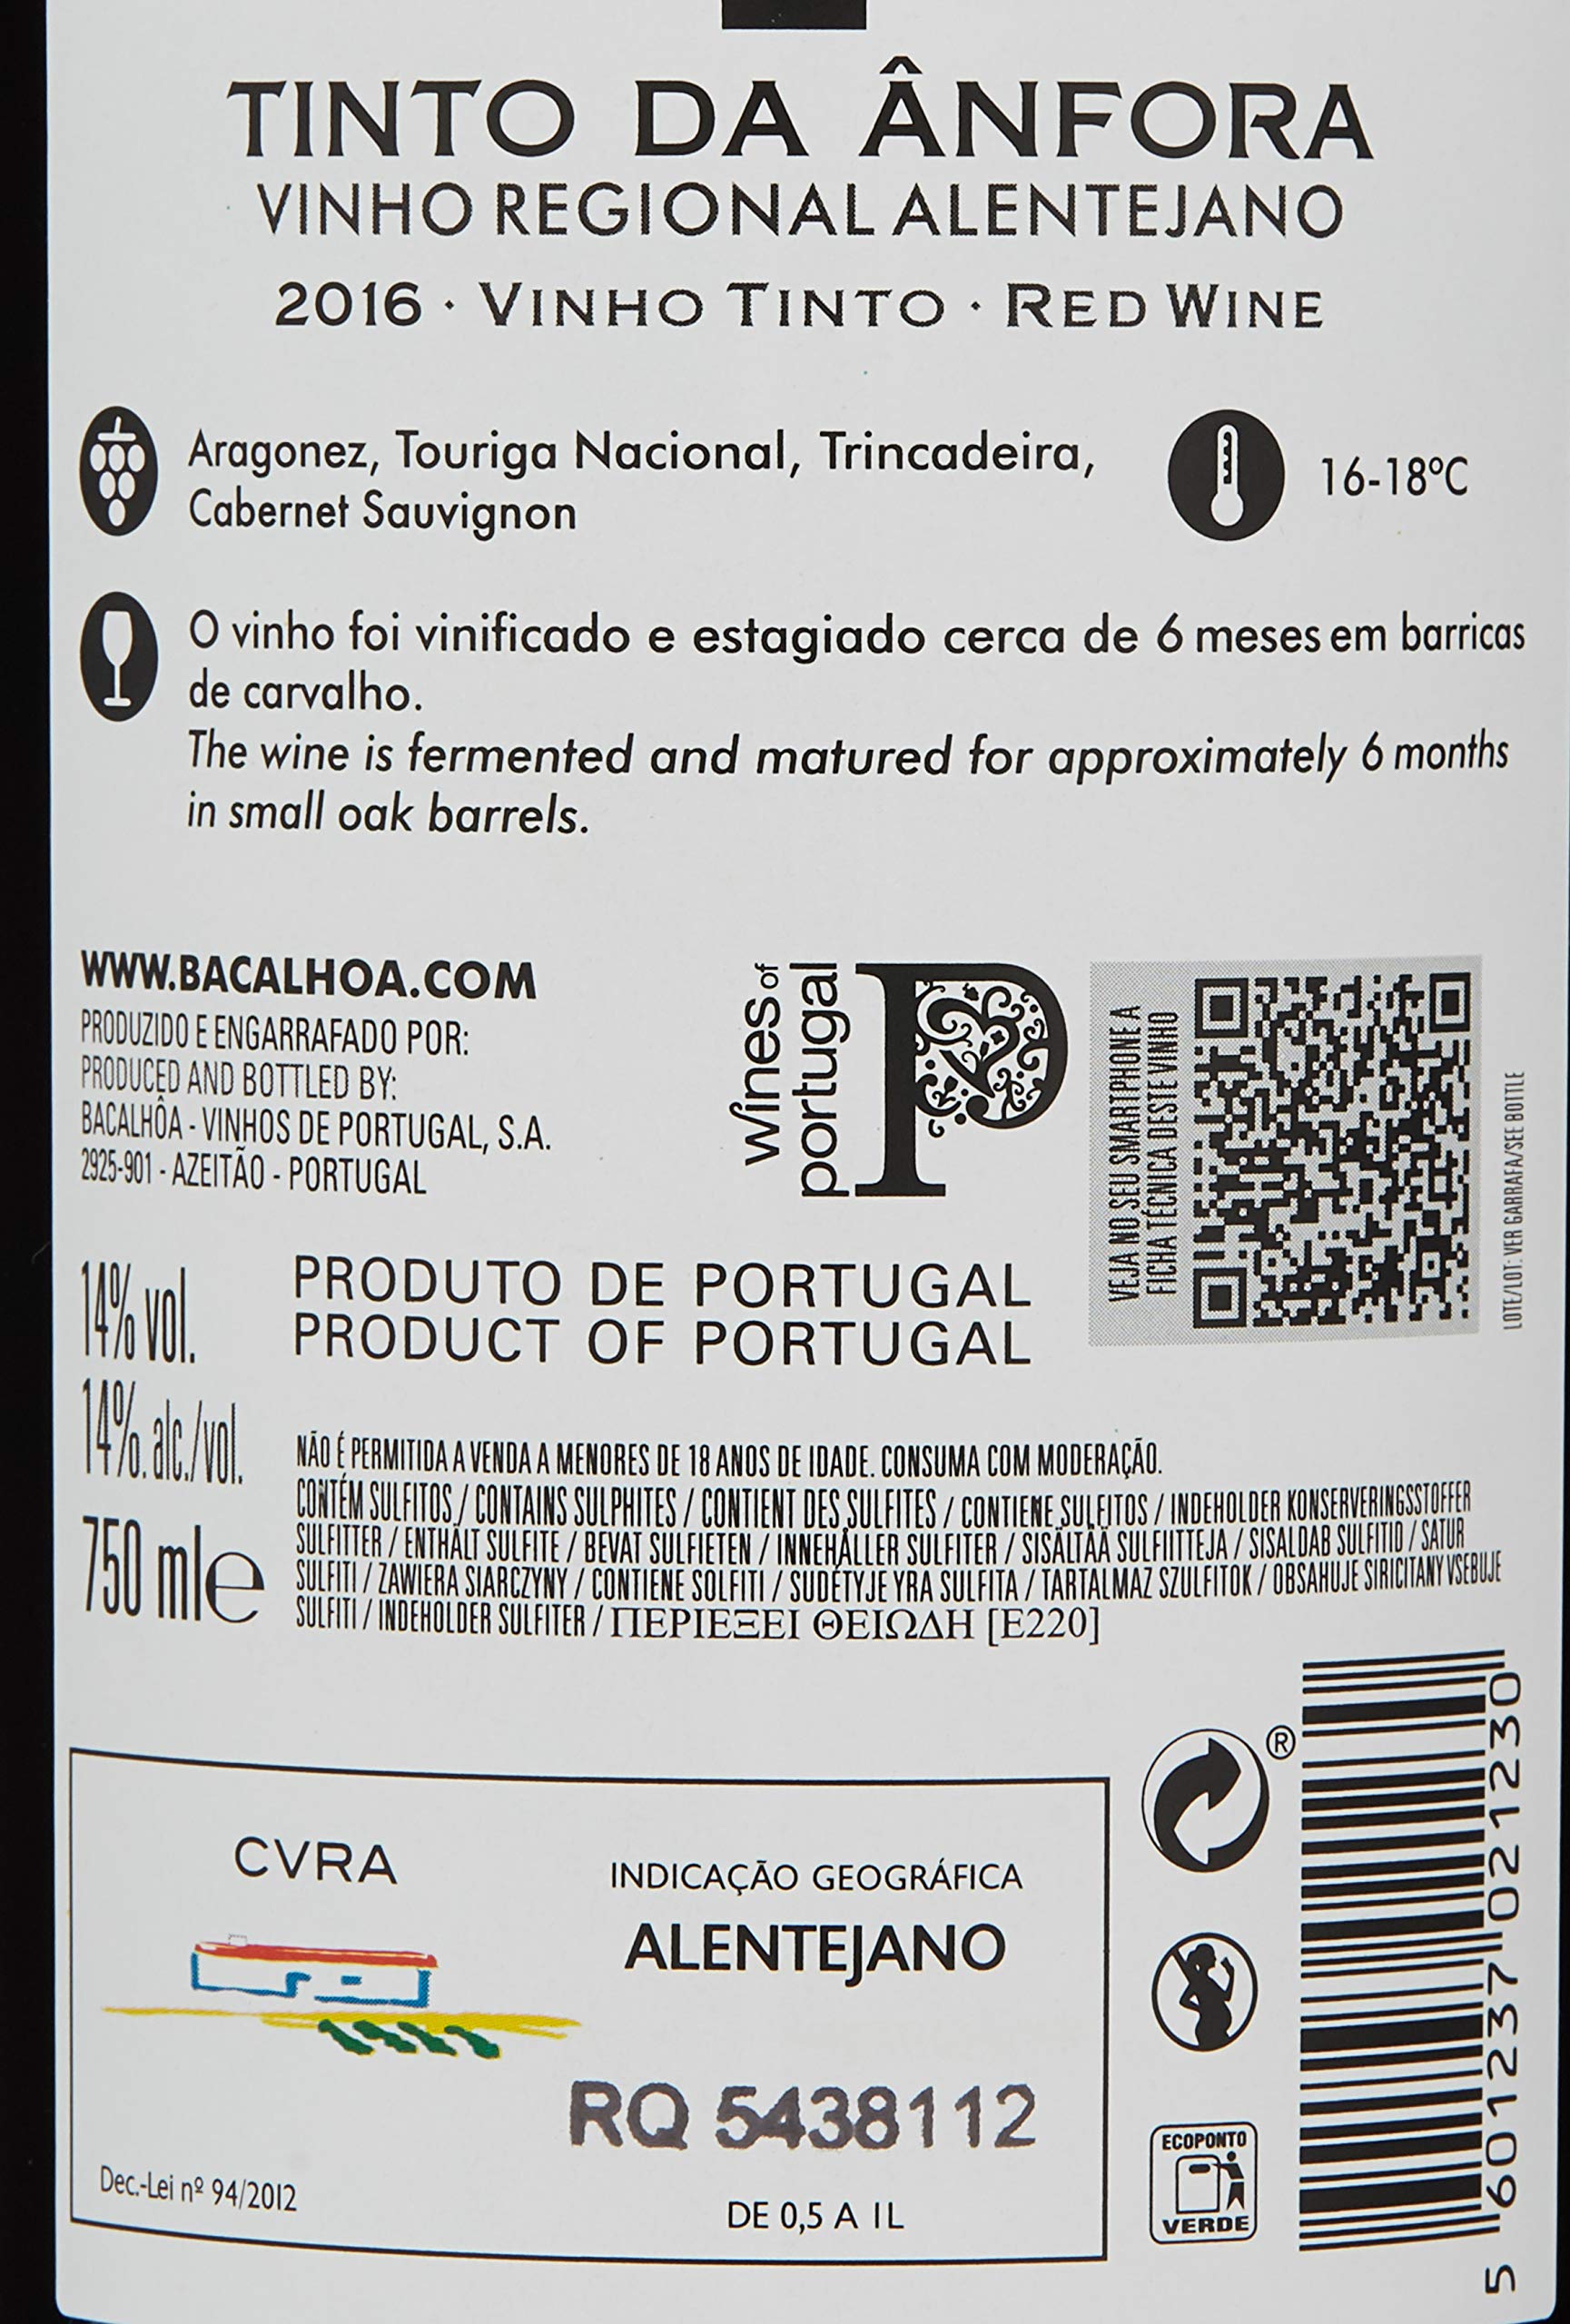 TINTO DA ÂNFORA
VINHO REGIONAL ALENTEJANO
2016 · VINHO TINTO · RED WINE
Aragonez, Touriga Nacional, Trincadeira,
Cabernet Sauvignon
16-18ºC
O vinho foi vinificado e estagiado cerca de 6 meses em barricas
de carvalho.
The wine is fermented and matured for approximately 6 months
in small oak barrels.
WWW.BACALHOA.COM
PRODUZIDO E ENGARRAFADO POR:
PRODUCED AND BOTTLED BY:
BACALHÔA - VINHOS DE PORTUGAL, S.A.
2925-901 - AZEITÃO - PORTUGAL
wines of
portugal
P
VEJA NO SEU SMARTPHONE A
FICHA TÉCNICA DESTE VINHO
LOTE/LOT: VER GARRAFA/SEE BOTTLE
14% vol.
14%. alc./vol.
750 mle
PRODUTO DE PORTUGAL
PRODUCT OF PORTUGAL
NÃO É PERMITIDA A VENDA A MENORES DE 18 ANOS DE IDADE. CONSUMA COM MODERAÇÃO.
CONTÉM SULFITOS / CONTAINS SULPHITES / CONTIENT DES SULFITES / CONTIENE SULFITOS / INDEHOLDER KONSERVERINGSSTOFFER
SULFITTER / ENTHÄLT SULFITE / BEVAT SULFIETEN / INNEHÅLLER SULFITER / SISÄLTÄÄ SULFIITTEJA / SISALDAB SULFITID / SATUR
SULFITI / ZAWIERA SIARCZYNY / CONTIENE SOLFITI / SUDĖTYJE YRA SULFITA / TARTALMAZ SZULFITOK / OBSAHUJE SIRICITANY VSEBUJE
SULFITI / INDEHOLDER SULFITER / ΠΕΡΙΕΞΕΙ ΘΕΙΩΔΗ [E220]
CVRA
INDICAÇÃO GEOGRÁFICA
ALENTEJANO
RQ 5438112
Dec.-Lei nº 94/2012
DE 0,5 A 1L
®
ECOPONTO
VERDE
5 601237 021230